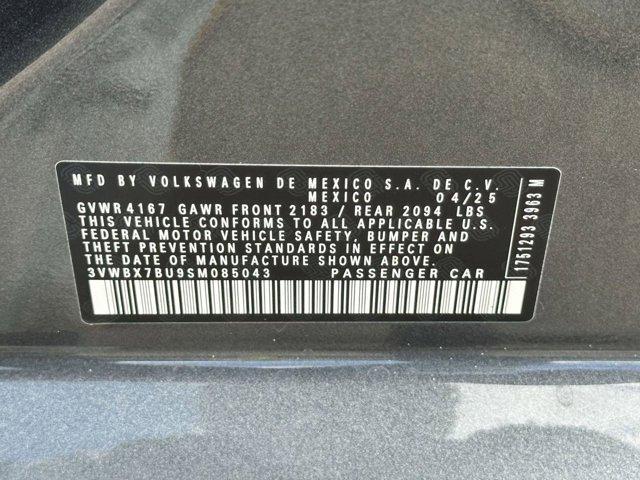 MFD BY VOLKSWAGEN DE MEXICO S.A. DE C.V.
MEXICO 04/25
GVWR 4167 GAWR FRONT 2183 / REAR 2094 LBS
THIS VEHICLE CONFORMS TO ALL APPLICABLE U.S.
FEDERAL MOTOR VEHICLE SAFETY, BUMPER AND
THEFT PREVENTION STANDARDS IN EFFECT ON
THE DATE OF MANUFACTURE SHOWN ABOVE.
3VWBX7BU9SM085043 PASSENGER CAR
1751293 3963 M